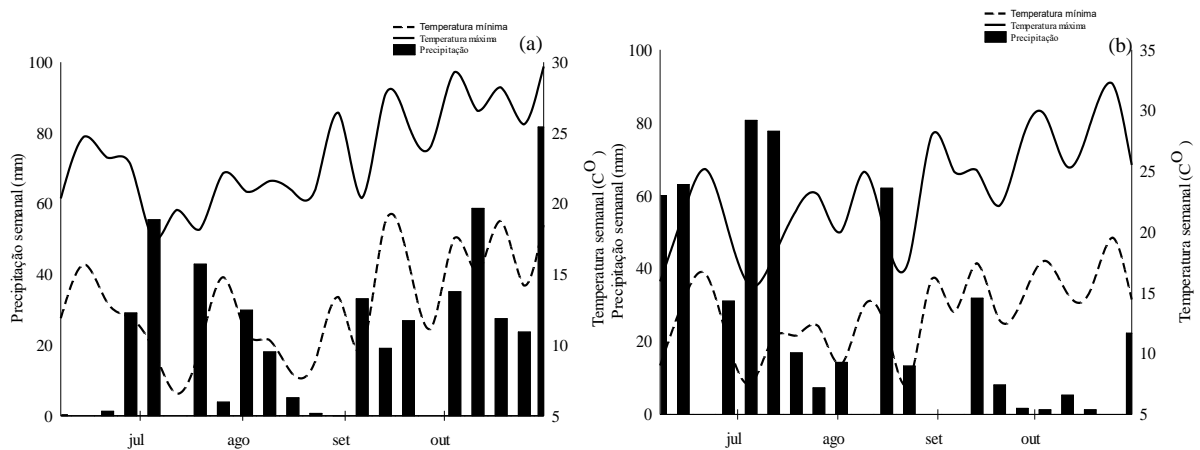 Temperatura mínima
Temperatura máxima
Precipitação
(a)
Precipitação semanal (mm)
100
80
60
40
20
0
30
25
20
15
10
5
Temperatura semanal (C^O)
jul ago set out
Temperatura mínima
Temperatura máxima
Precipitação
(b)
Precipitação semanal (mm)
100
80
60
40
20
0
35
30
25
20
15
10
5
Temperatura semanal (C^O)
jul ago set out